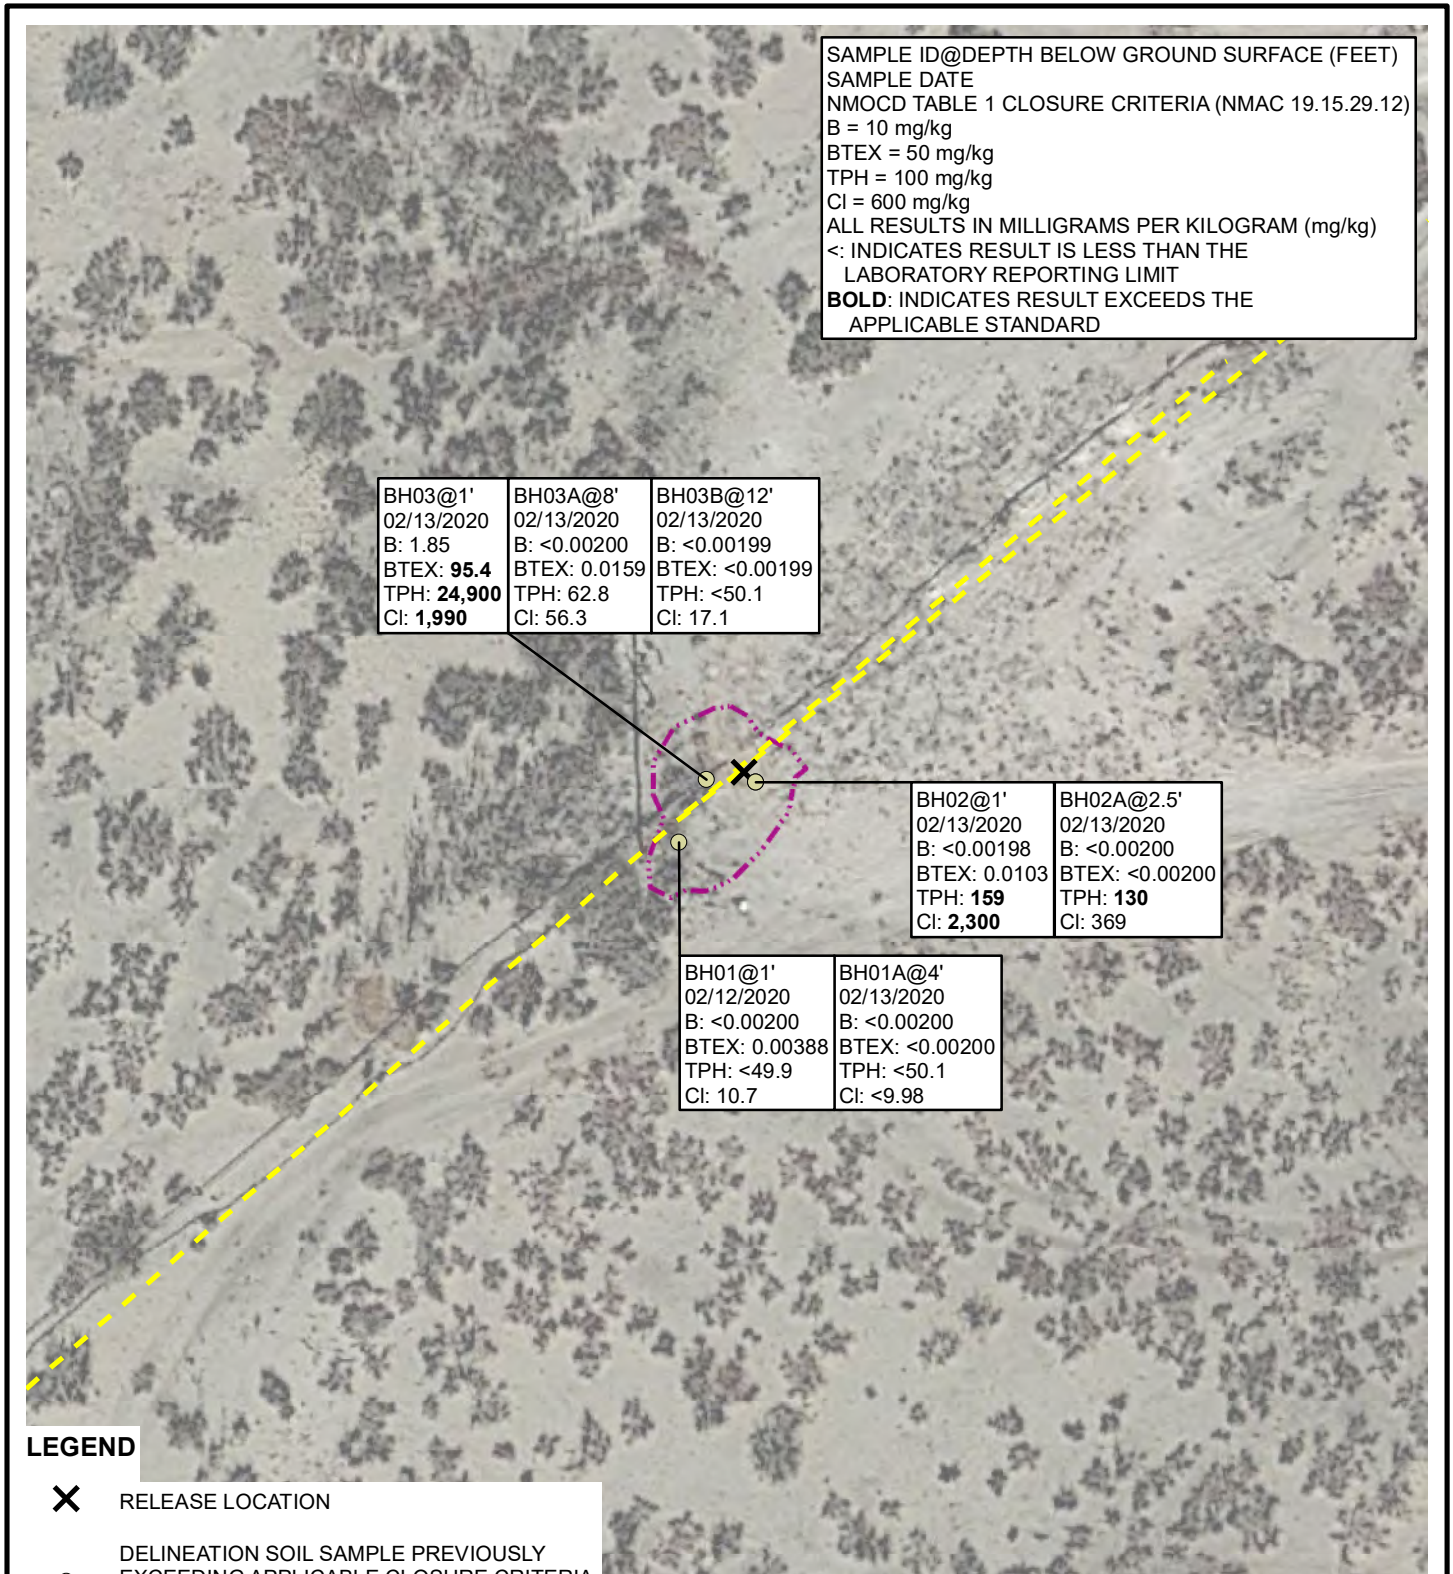 SAMPLE ID@DEPTH BELOW GROUND SURFACE (FEET)
SAMPLE DATE
NMOCD TABLE 1 CLOSURE CRITERIA (NMAC 19.15.29.12)
B = 10 mg/kg
BTEX = 50 mg/kg
TPH = 100 mg/kg
Cl = 600 mg/kg
ALL RESULTS IN MILLIGRAMS PER KILOGRAM (mg/kg)
<: INDICATES RESULT IS LESS THAN THE
LABORATORY REPORTING LIMIT
BOLD: INDICATES RESULT EXCEEDS THE
APPLICABLE STANDARD
BH03@1'
02/13/2020
B: 1.85
BTEX: 95.4
TPH: 24,900
Cl: 1,990
BH03A@8'
02/13/2020
B: <0.00200
BTEX: 0.0159
TPH: 62.8
Cl: 56.3
BH03B@12'
02/13/2020
B: <0.00199
BTEX: <0.00199
TPH: <50.1
Cl: 17.1
BH02@1'
02/13/2020
B: <0.00198
BTEX: 0.0103
TPH: 159
Cl: 2,300
BH02A@2.5'
02/13/2020
B: <0.00200
BTEX: <0.00200
TPH: 130
Cl: 369
BH01@1'
02/12/2020
B: <0.00200
BTEX: 0.00388
TPH: <49.9
Cl: 10.7
BH01A@4'
02/13/2020
B: <0.00200
BTEX: <0.00200
TPH: <50.1
Cl: <9.98
LEGEND
RELEASE LOCATION
DELINEATION SOIL SAMPLE PREVIOUSLY
EXCEEDING APPLICABLE CLOSURE CRITERIA